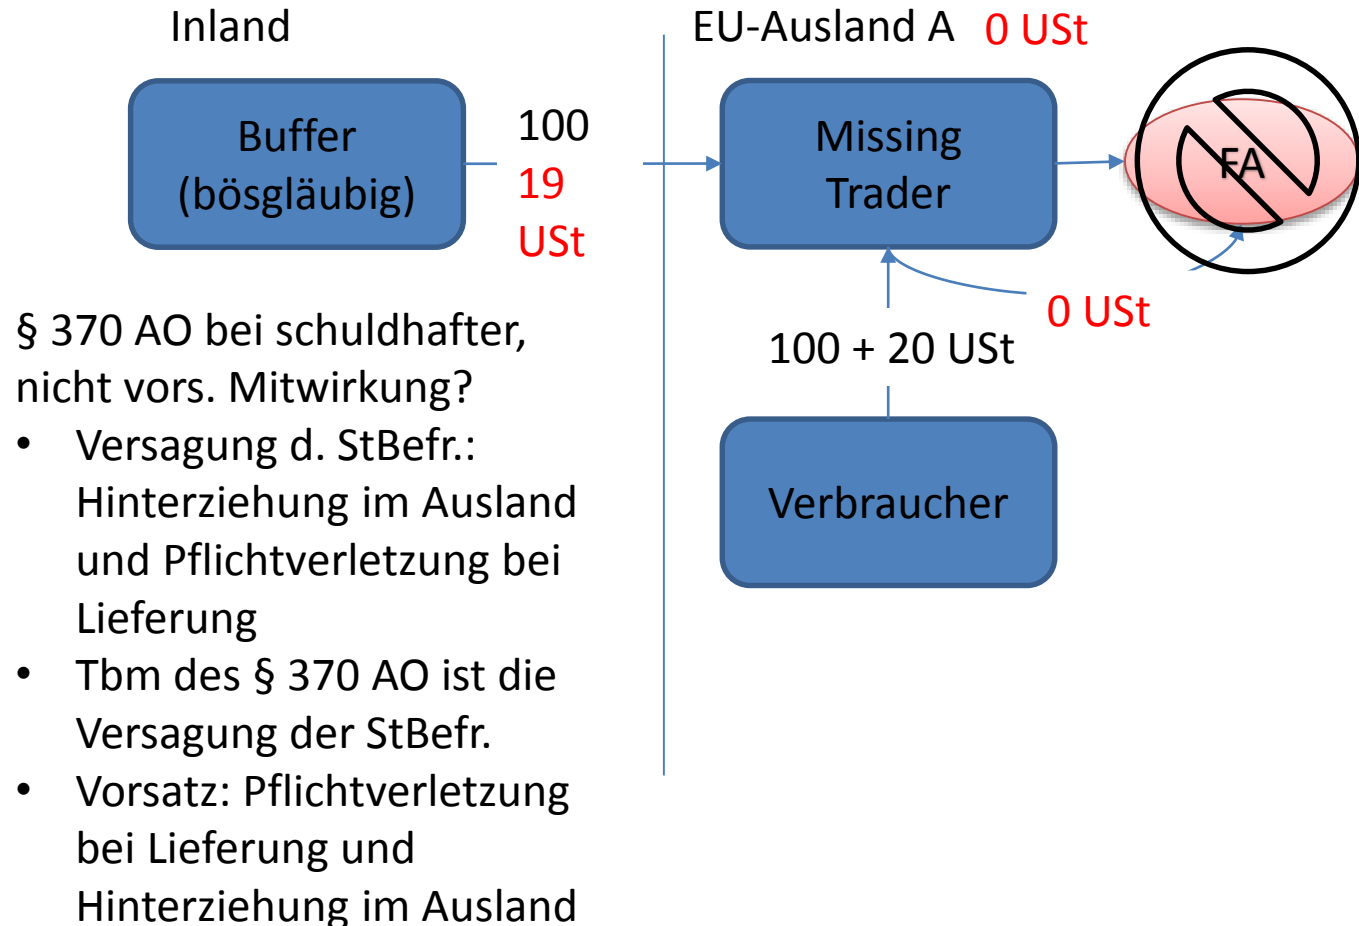 Inland
EU-Ausland A
0 USt
Buffer
(bösgläubig)
100
19
USt
Missing
Trader
FA
0 USt
100 + 20 USt
Verbraucher
§ 370 AO bei schuldhafter,
nicht vors. Mitwirkung?
• Versagung d. StBefr.:
Hinterziehung im Ausland
und Pflichtverletzung bei
Lieferung
• Tbm des § 370 AO ist die
Versagung der StBefr.
• Vorsatz: Pflichtverletzung
bei Lieferung und
Hinterziehung im Ausland